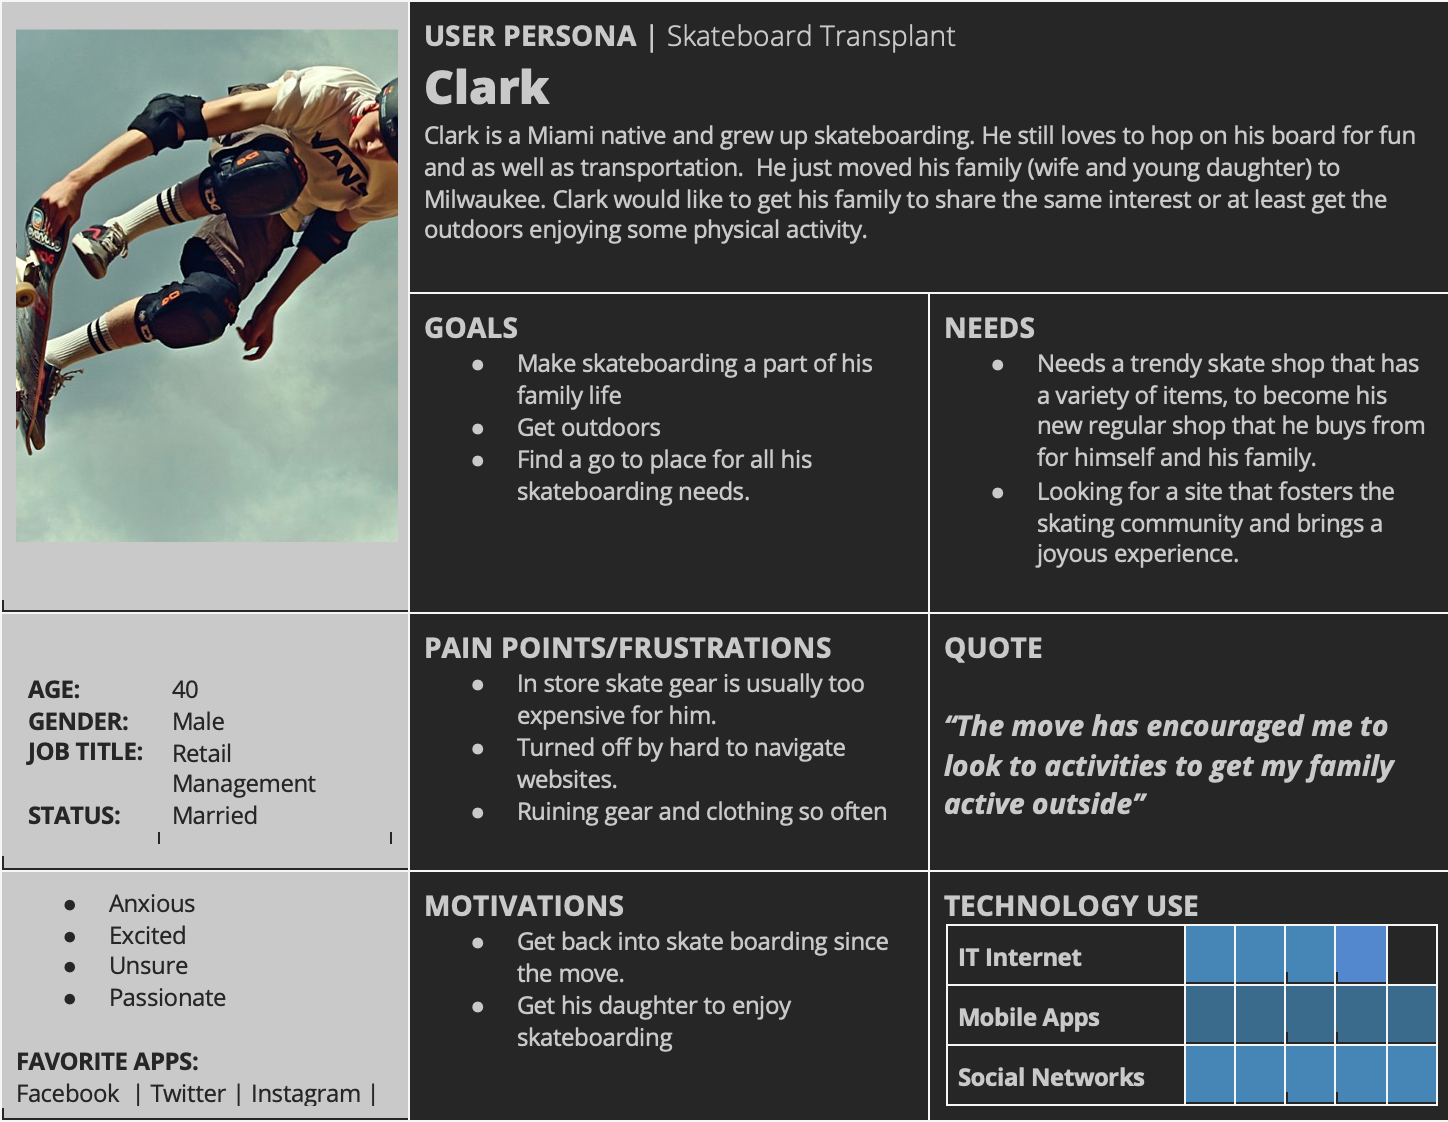 USER PERSONA | Skateboard Transplant
Clark
Clark is a Miami native and grew up skateboarding. He still loves to hop on his board for fun
and as well as transportation.  He just moved his family (wife and young daughter) to
Milwaukee. Clark would like to get his family to share the same interest or at least get the
outdoors enjoying some physical activity.
VANS
GOALS
● Make skateboarding a part of his
family life
● Get outdoors
● Find a go to place for all his
skateboarding needs.
NEEDS
● Needs a trendy skate shop that has
a variety of items, to become his
new regular shop that he buys from
for himself and his family.
● Looking for a site that fosters the
skating community and brings a
joyous experience.
AGE: 40
GENDER: Male
JOB TITLE: Retail
Management
STATUS: Married
PAIN POINTS/FRUSTRATIONS
● In store skate gear is usually too
expensive for him.
● Turned off by hard to navigate
websites.
● Ruining gear and clothing so often
QUOTE
“The move has encouraged me to
look to activities to get my family
active outside”
● Anxious
● Excited
● Unsure
● Passionate
FAVORITE APPS:
Facebook  | Twitter | Instagram |
MOTIVATIONS
● Get back into skate boarding since
the move.
● Get his daughter to enjoy
skateboarding
TECHNOLOGY USE
IT Internet
Mobile Apps
Social Networks